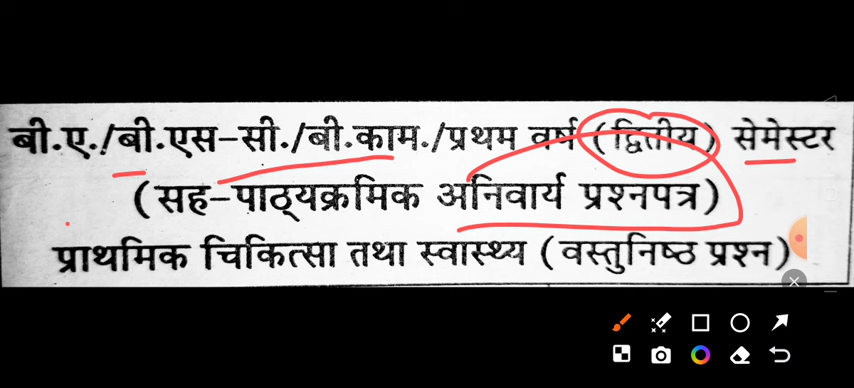 बी.ए./बी.एस-सी./बी.काम./प्रथम वर्ष (द्वितीय) सेमेस्टर
(सह-पाठ्यक्रमिक अनिवार्य प्रश्नपत्र)
प्राथमिक चिकित्सा तथा स्वास्थ्य (वस्तुनिष्ठ प्रश्न)